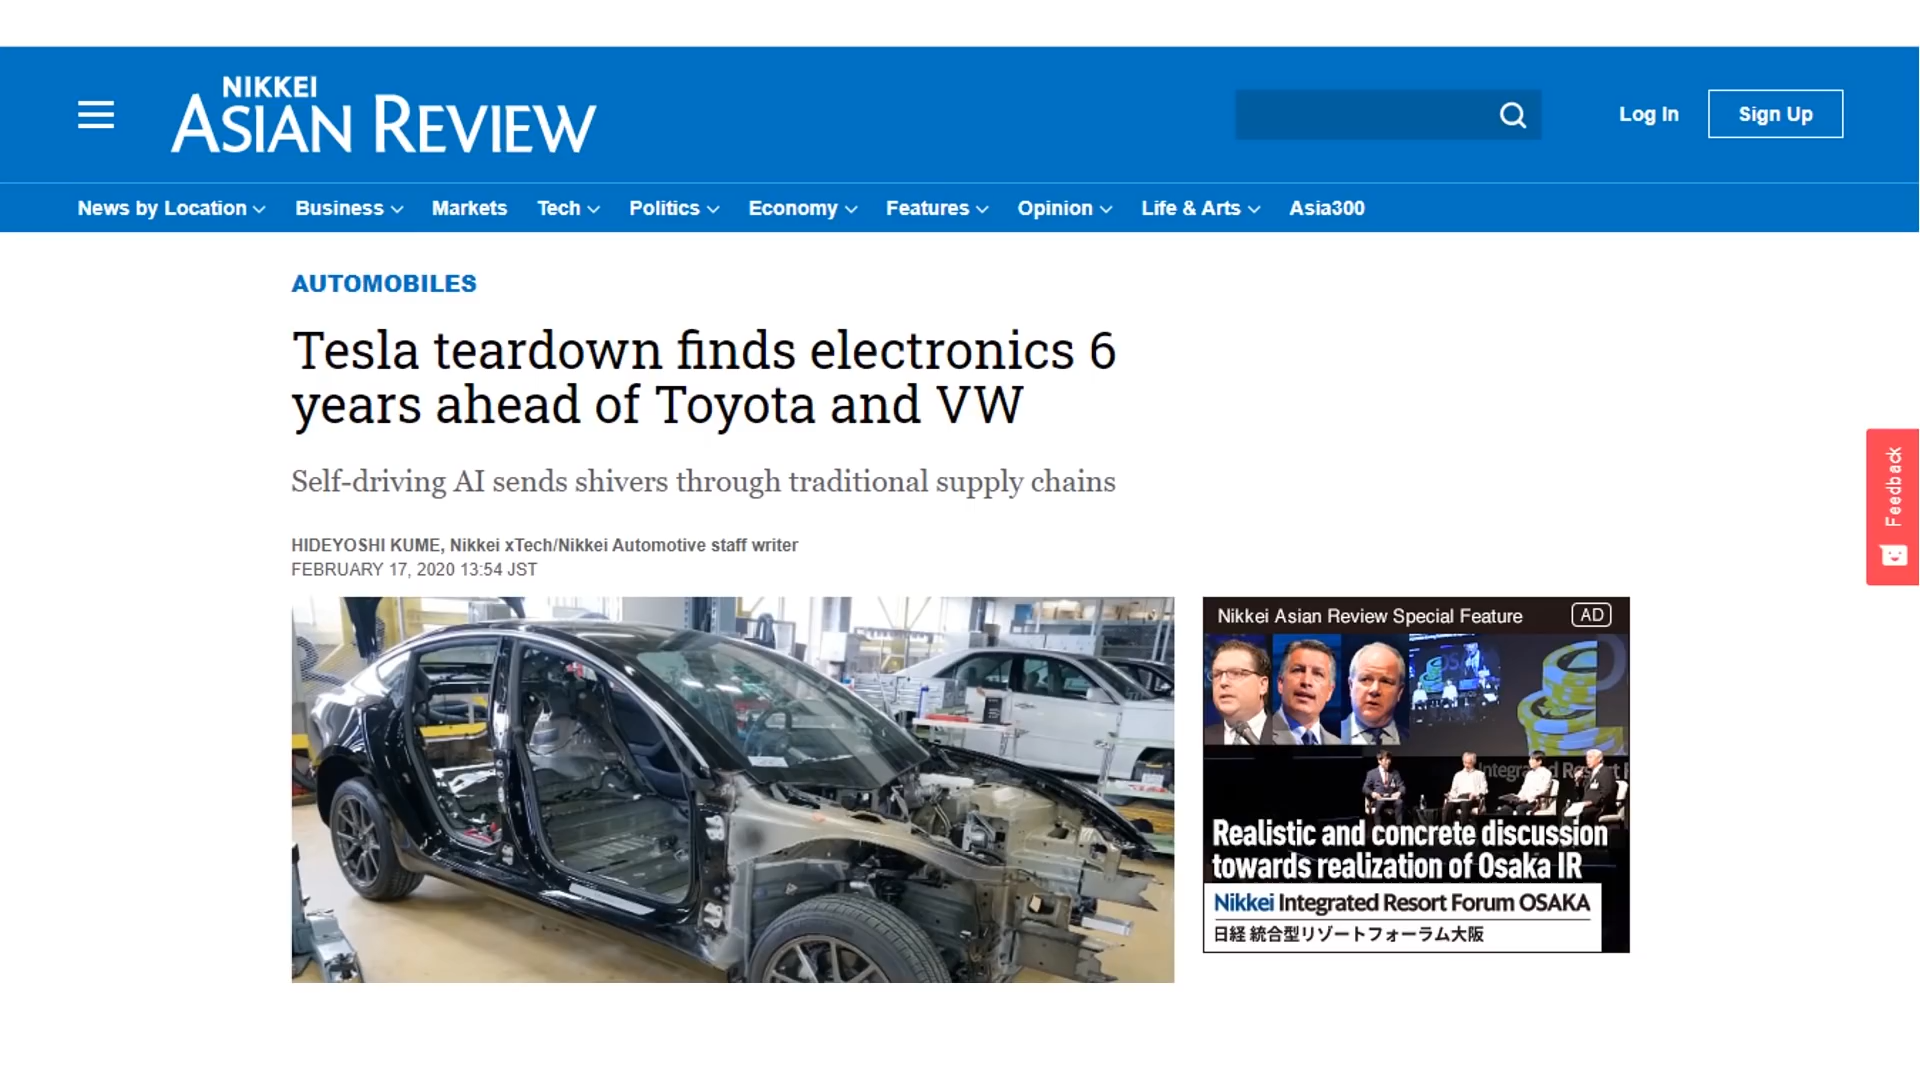 NIKKEI
ASIAN REVIEW
Log In
Sign Up
News by Location
Business
Markets
Tech
Politics
Economy
Features
Opinion
Life & Arts
Asia300
AUTOMOBILES
Tesla teardown finds electronics 6
years ahead of Toyota and VW
Self-driving AI sends shivers through traditional supply chains
HIDEYOSHI KUME, Nikkei xTech/Nikkei Automotive staff writer
FEBRUARY 17, 2020 13:54 JST
Feedback
Nikkei Asian Review Special Feature
AD
Realistic and concrete discussion
towards realization of Osaka IR
Nikkei Integrated Resort Forum OSAKA
日経 統合型リゾートフォーラム大阪